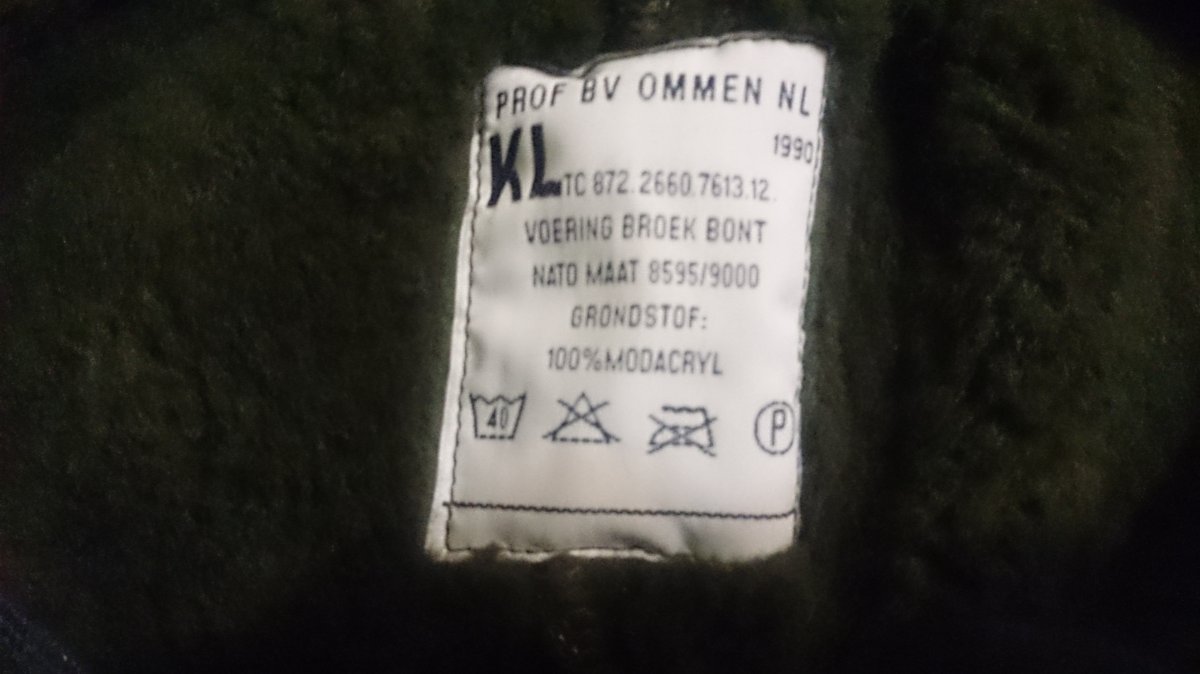 PROF BV OMMEN NL
1990
KL TC 872.2660.7613.12.
VOERING BROEK BONT
NATO MAAT 8595/9000
GRONDSTOF:
100%MODACRYL
40 P